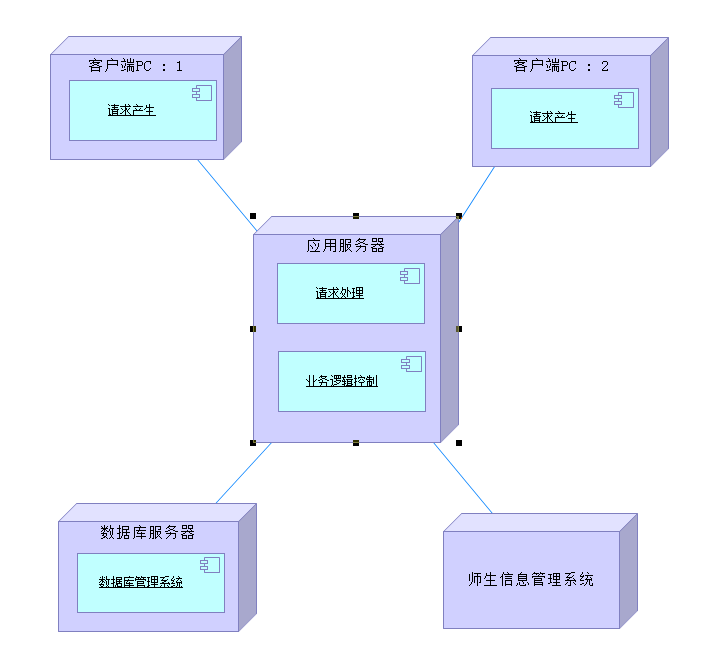 客户端PC : 1
请求产生
客户端PC : 2
请求产生
应用服务器
请求处理
业务逻辑控制
数据库服务器
数据库管理系统
师生信息管理系统